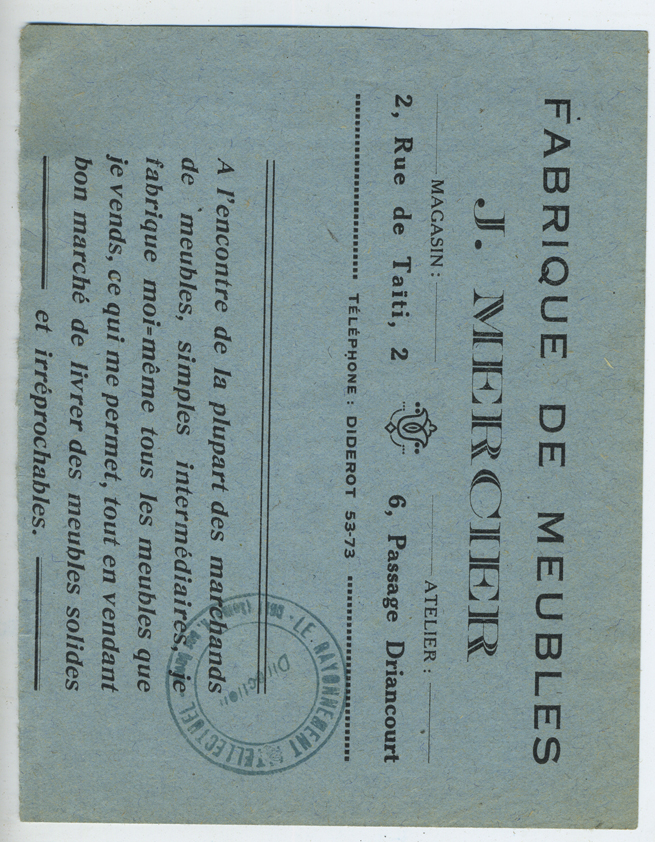 FABRIQUE DE MEUBLES
J. MERCIER
MAGASIN :
2, Rue de Taïti, 2
ATELIER :
6, Passage Driancourt
TÉLÉPHONE : DIDEROT 53-73
A l'encontre de la plupart des marchands
de meubles, simples intermédiaires, je
fabrique moi=même tous les meubles que
je vends, ce qui me permet, tout en vendant
bon marché de livrer des meubles solides
et irréprochables.
LE RAYONNEMENT INTELLECTUEL
Direction